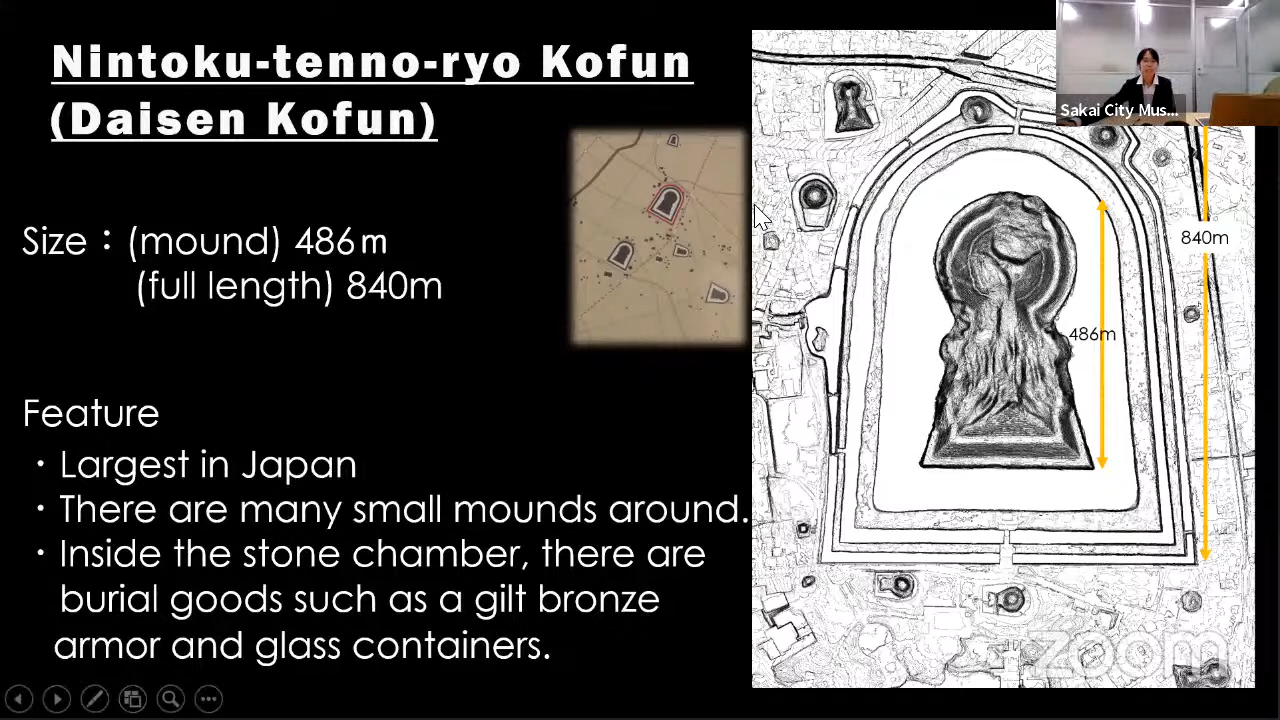 Nintoku-tenno-ryo Kofun
(Daisen Kofun)
Size：(mound) 486m
(full length) 840m
Feature
・Largest in Japan
・There are many small mounds around.
・Inside the stone chamber, there are
burial goods such as a gilt bronze
armor and glass containers.
Sakai City Mus...
840m
486m
zoom